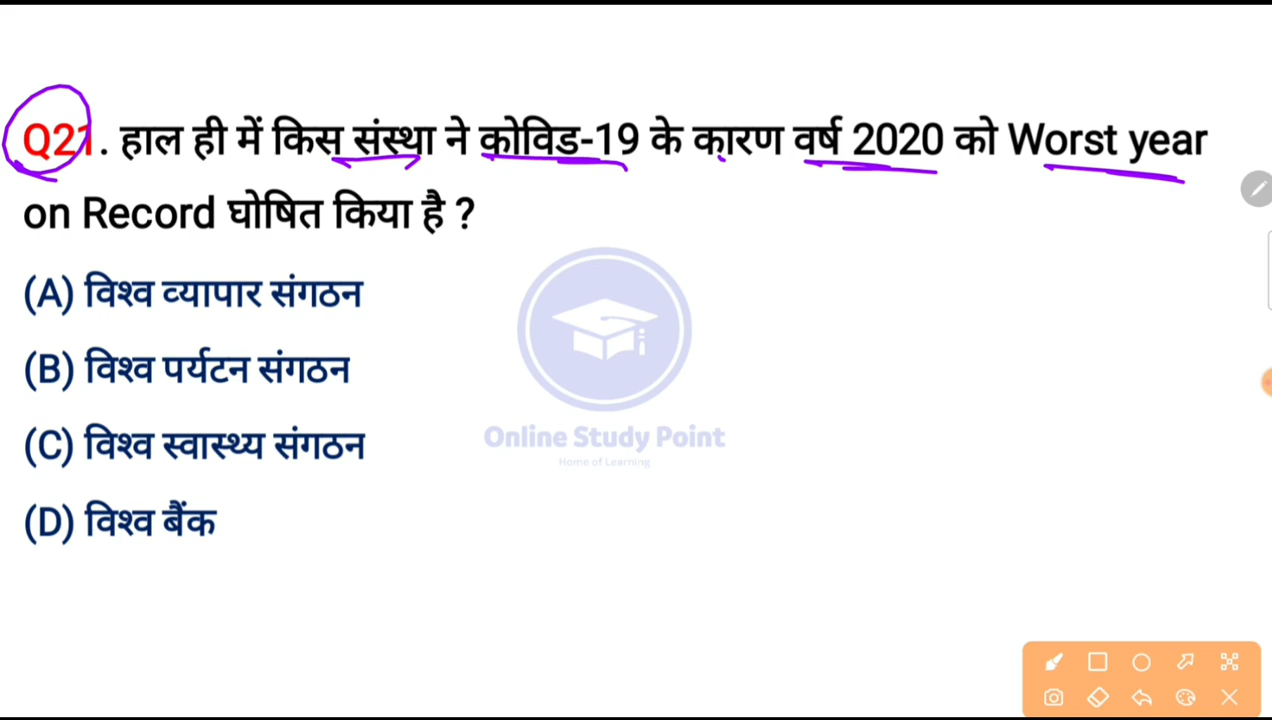 Q21. हाल ही में किस संस्था ने कोविड-19 के कारण वर्ष 2020 को Worst year
on Record घोषित किया है ?
(A) विश्व व्यापार संगठन
(B) विश्व पर्यटन संगठन
(C) विश्व स्वास्थ्य संगठन
(D) विश्व बैंक
Online Study Point
Home of Learning